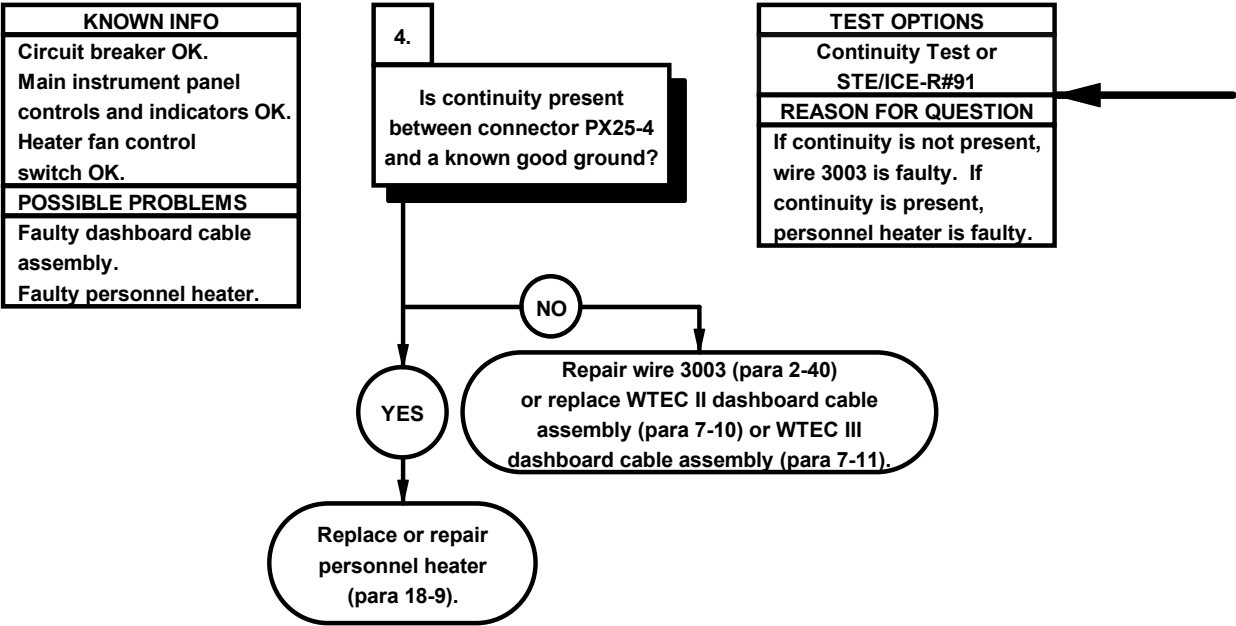 KNOWN INFO
Circuit breaker OK.
Main instrument panel
controls and indicators OK.
Heater fan control
switch OK.
POSSIBLE PROBLEMS
Faulty dashboard cable
assembly.
Faulty personnel heater.
4.
Is continuity present
between connector PX25-4
and a known good ground?
TEST OPTIONS
Continuity Test or
STE/ICE-R#91
REASON FOR QUESTION
If continuity is not present,
wire 3003 is faulty. If
continuity is present,
personnel heater is faulty.
NO
Repair wire 3003 (para 2-40)
or replace WTEC II dashboard cable
assembly (para 7-10) or WTEC III
dashboard cable assembly (para 7-11).
YES
Replace or repair
personnel heater
(para 18-9).